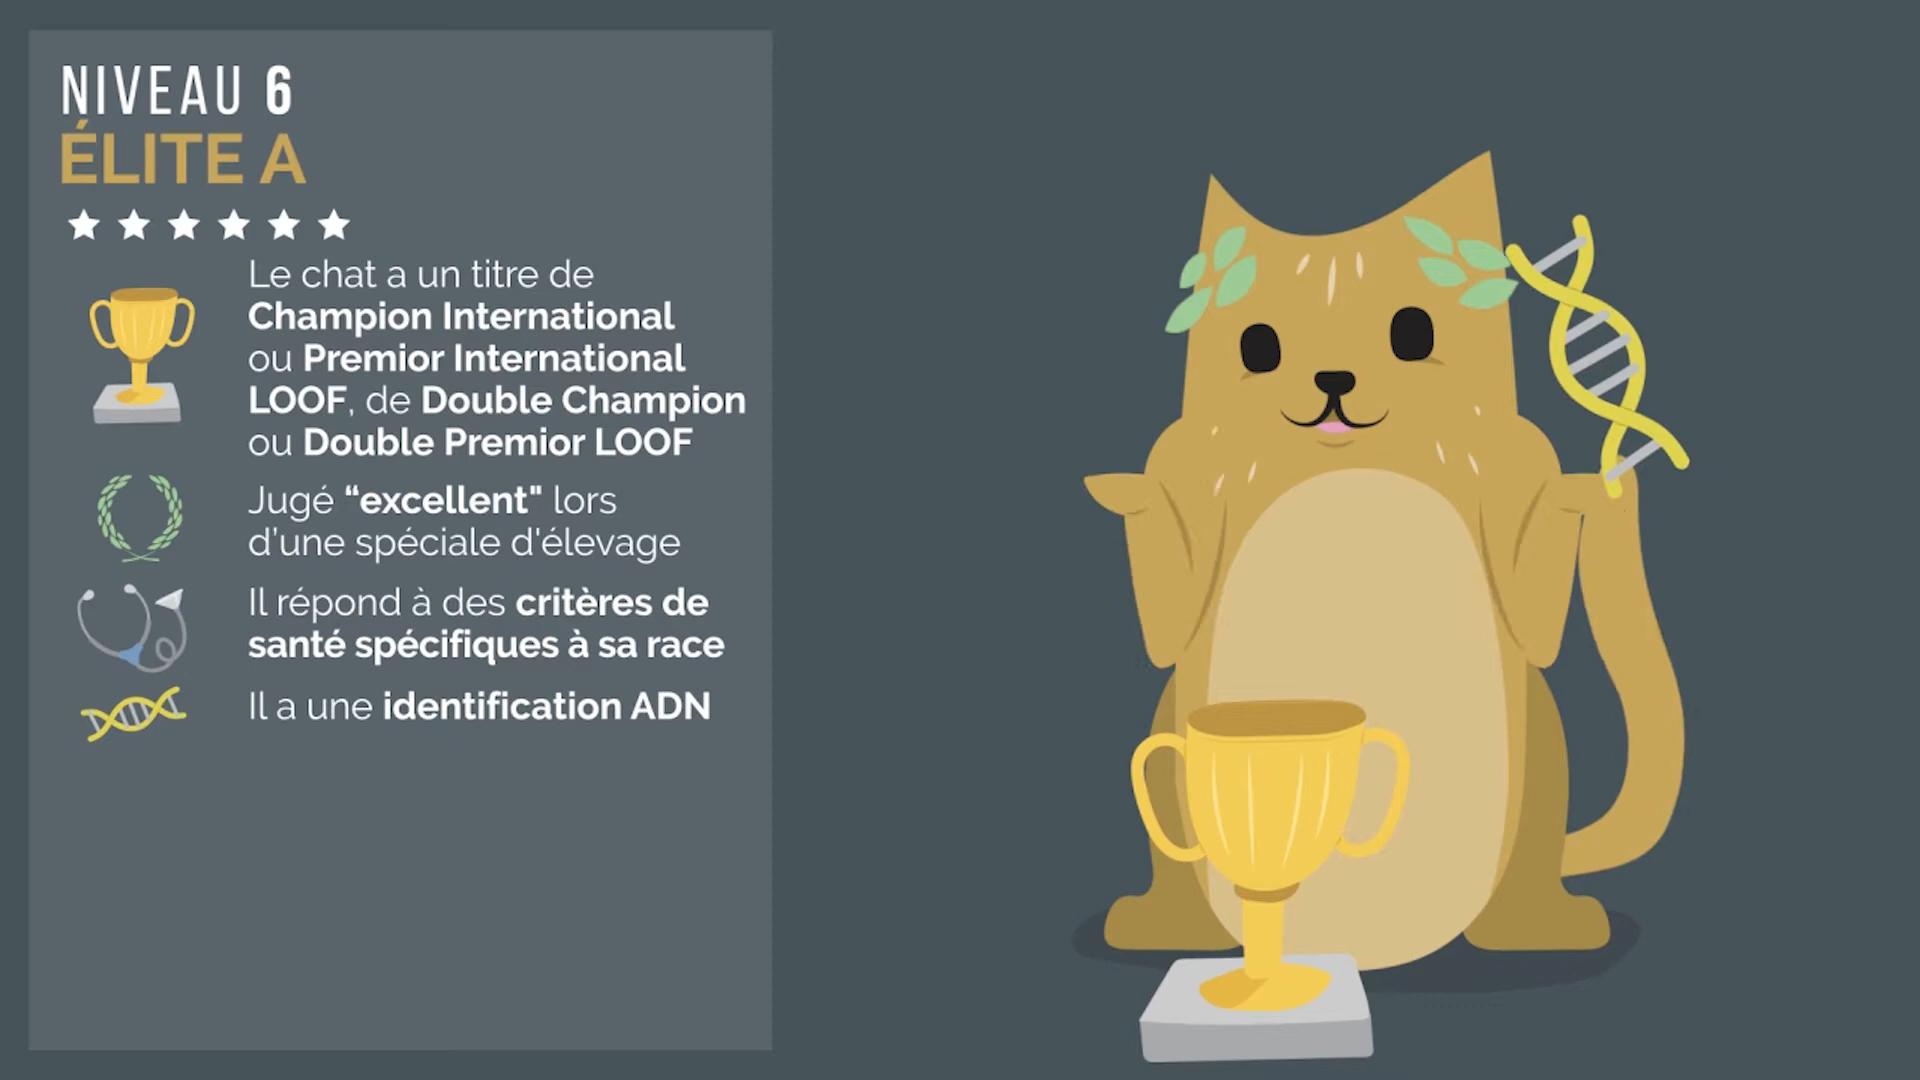 NIVEAU 6
ÉLITE A
Le chat a un titre de
Champion International
ou Premior International
LOOF, de Double Champion
ou Double Premior LOOF
Jugé “excellent" lors
d’une spéciale d'élevage
Il répond à des critères de
santé spécifiques à sa race
Il a une identification ADN